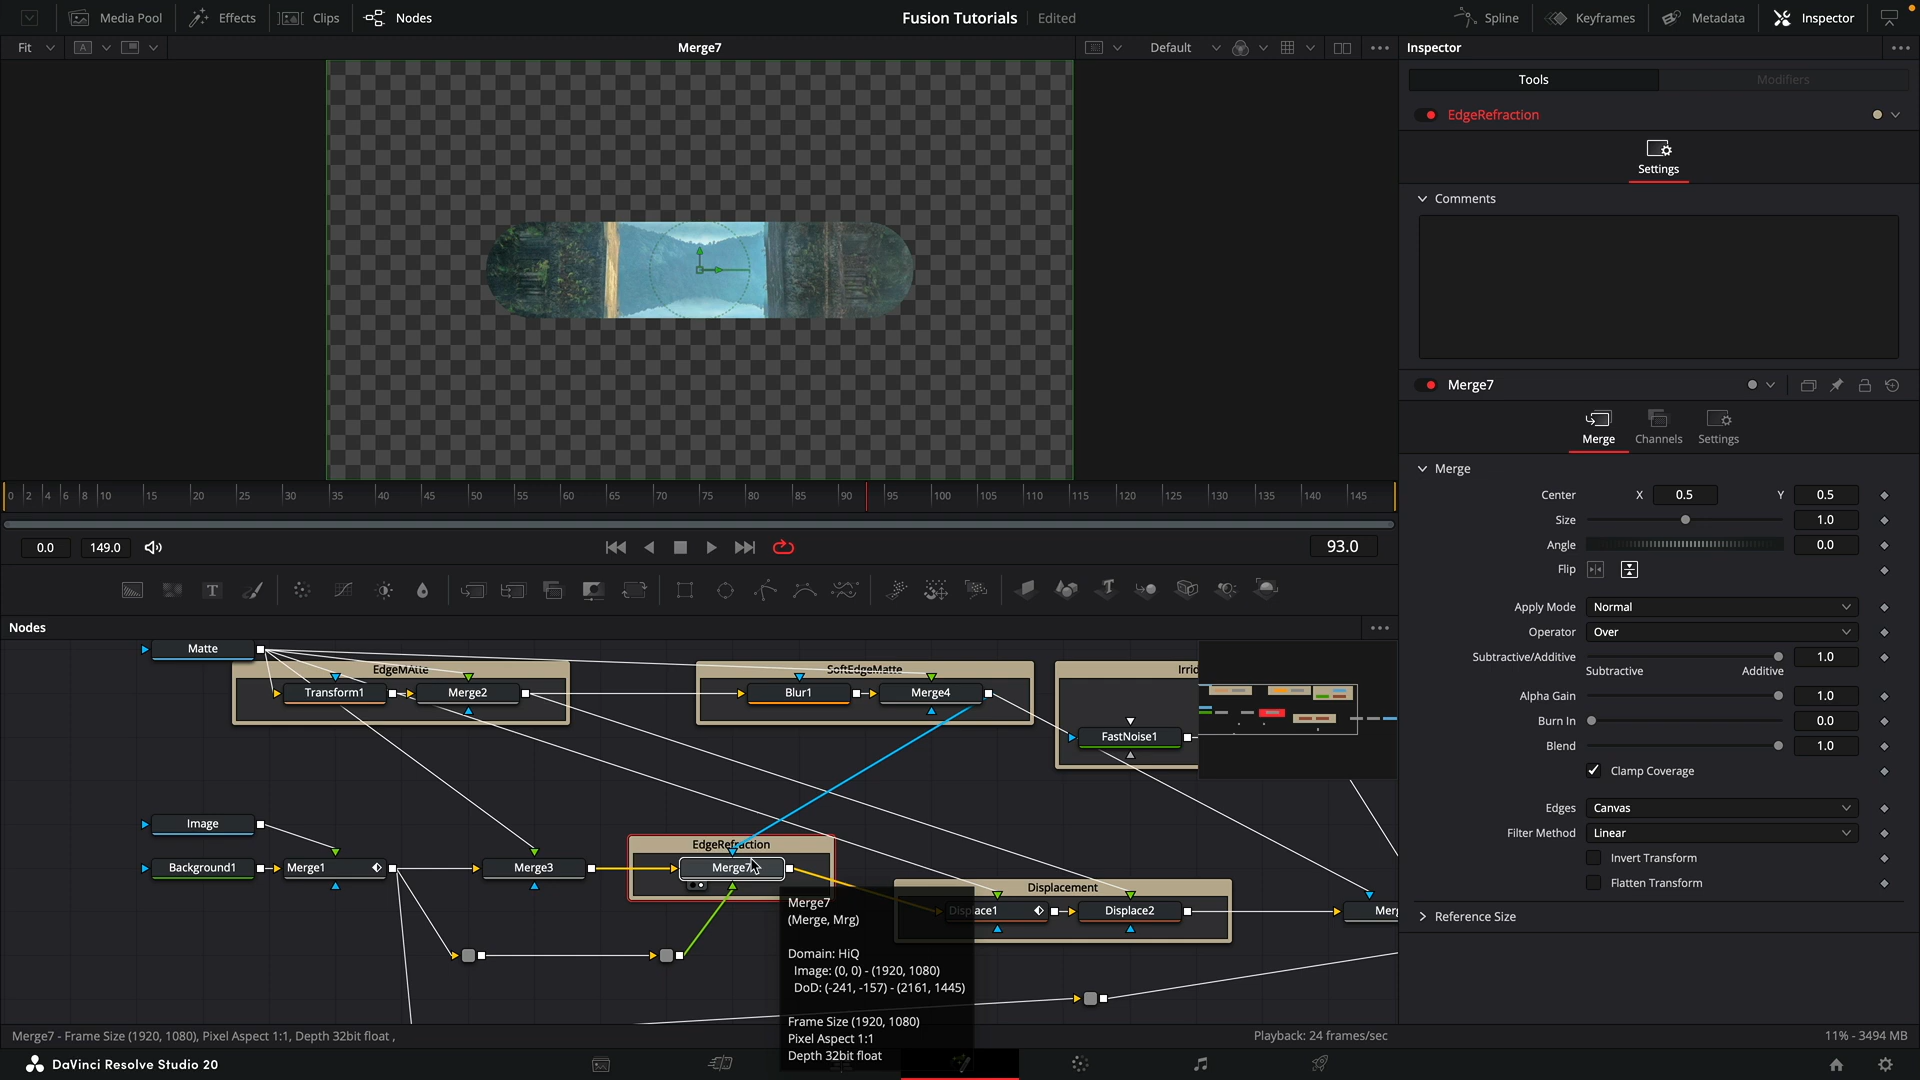 Media Pool
Effects
Clips
Nodes
Fusion Tutorials
Edited
Spline
Keyframes
Metadata
Inspector
Fit
A
Merge7
Default
Inspector
Tools
Modifiers
EdgeRefraction
Settings
Comments
Merge7
Merge
Channels
Settings
Merge
Center X 0.5 Y 0.5
Size 1.0
Angle 0.0
Flip
Apply Mode Normal
Operator Over
Subtractive/Additive 1.0
Subtractive Additive
Alpha Gain 1.0
Burn In 0.0
Blend 1.0
Clamp Coverage
Edges Canvas
Filter Method Linear
Invert Transform
Flatten Transform
Reference Size
0 2 4 6 8 10 15 20 25 30 35 40 45 50 55 60 65 70 75 80 85 90 95 100 105 110 115 120 125 130 135 140 145
0.0
149.0
93.0
Nodes
Matte
EdgeMAtte
Transform1
Merge2
SoftEdgeMatte
Blur1
Merge4
Irrid
FastNoise1
Image
Background1
Merge1
Merge3
EdgeRefraction
Merge7
Displacement
Displace1
Displace2
Merg
Merge7
(Merge, Mrg)
Domain: HiQ
Image: (0, 0) - (1920, 1080)
DoD: (-241, -157) - (2161, 1445)
Frame Size (1920, 1080)
Pixel Aspect 1:1
Depth 32bit float
Merge7 - Frame Size (1920, 1080), Pixel Aspect 1:1, Depth 32bit float ,
Playback: 24 frames/sec
11% - 3494 MB
DaVinci Resolve Studio 20